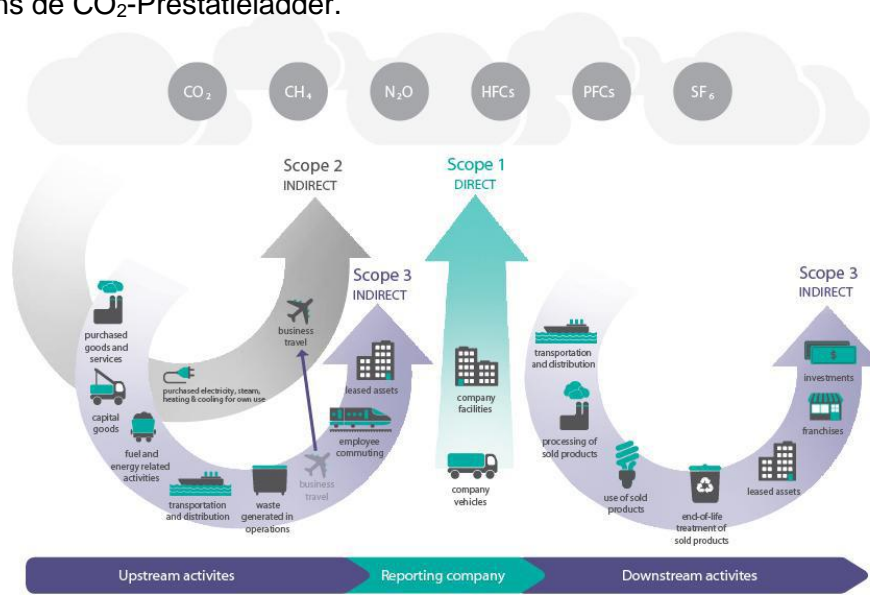 ns de CO₂-Prestatieladder.
CO₂
CH₄
N₂O
HFCs
PFCs
SF₆
Scope 2
INDIRECT
Scope 1
DIRECT
Scope 3
INDIRECT
Scope 3
INDIRECT
purchased
goods and
services
capital
goods
fuel and
energy related
activities
purchased electricity, steam,
heating & cooling for own use
transportation
and distribution
waste
generated in
operations
business
travel
business
travel
employee
commuting
leased assets
company
facilities
company
vehicles
transportation
and distribution
processing of
sold products
use of sold
products
end-of-life
treatment of
sold products
leased assets
franchises
investments
$
Upstream activites
Reporting company
Downstream activites